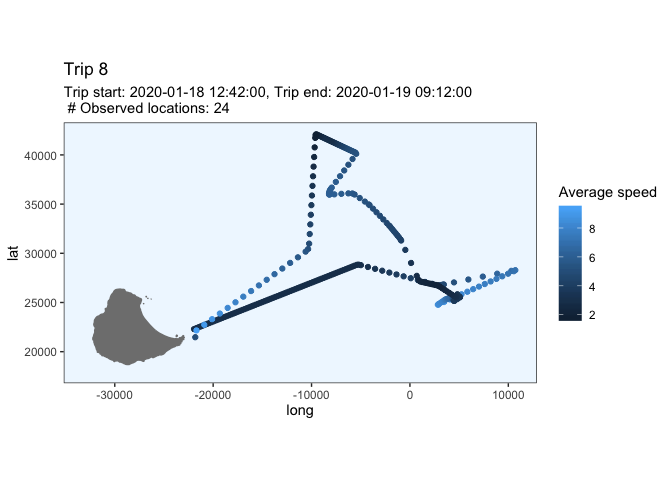 Trip 8
Trip start: 2020-01-18 12:42:00, Trip end: 2020-01-19 09:12:00
# Observed locations: 24
40000
35000
30000
25000
20000
lat
-30000
-20000
-10000
0
10000
long
Average speed
8
6
4
2